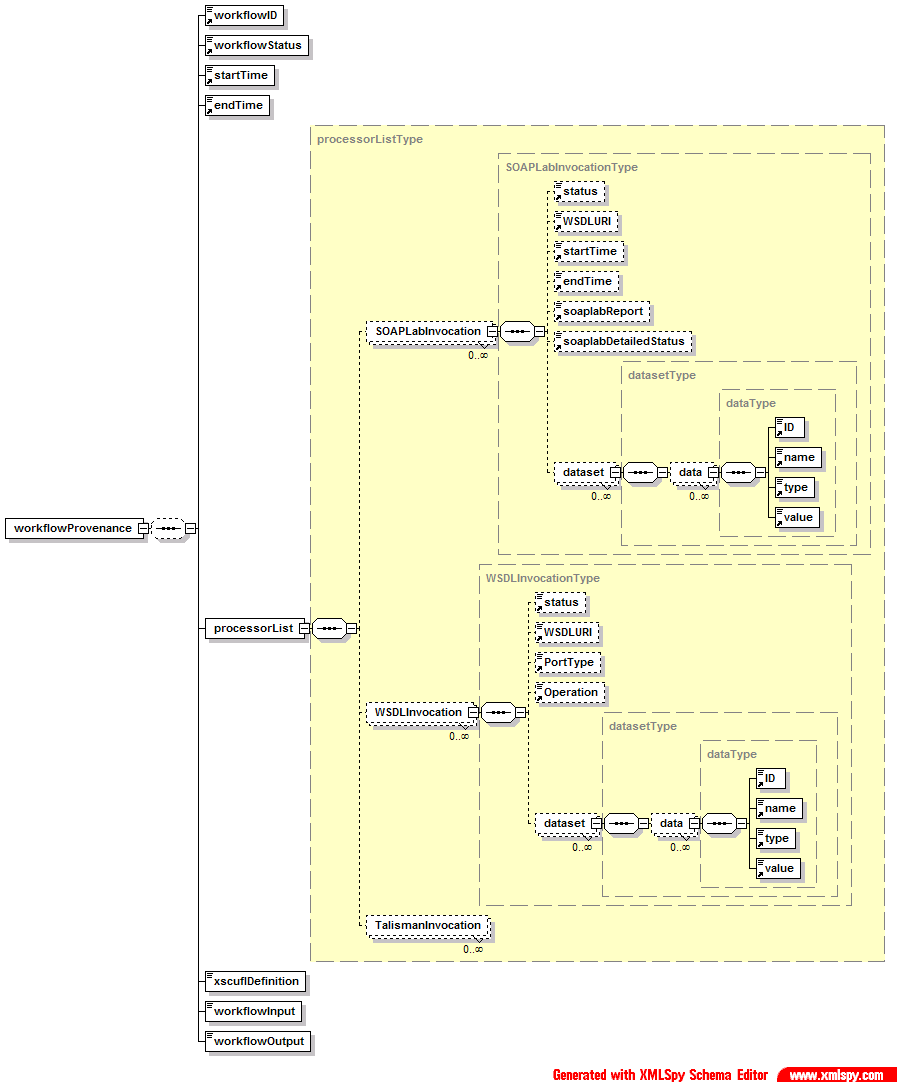 workflowID
workflowStatus
startTime
endTime
processorListType
SOAPLabInvocationType
status
WSDLURI
startTime
endTime
soaplabReport
SOAPLabInvocation
soaplabDetailedStatus
0..∞
datasetType
dataType
ID
name
dataset
data
type
0..∞
0..∞
value
workflowProvenance
WSDLInvocationType
status
processorList
WSDLURI
PortType
Operation
WSDLInvocation
0..∞
datasetType
dataType
ID
name
dataset
data
type
0..∞
0..∞
value
TalismanInvocation
0..∞
xscuflDefinition
workflowInput
workflowOutput
Generated with XMLSpy Schema Editor www.xmlspy.com